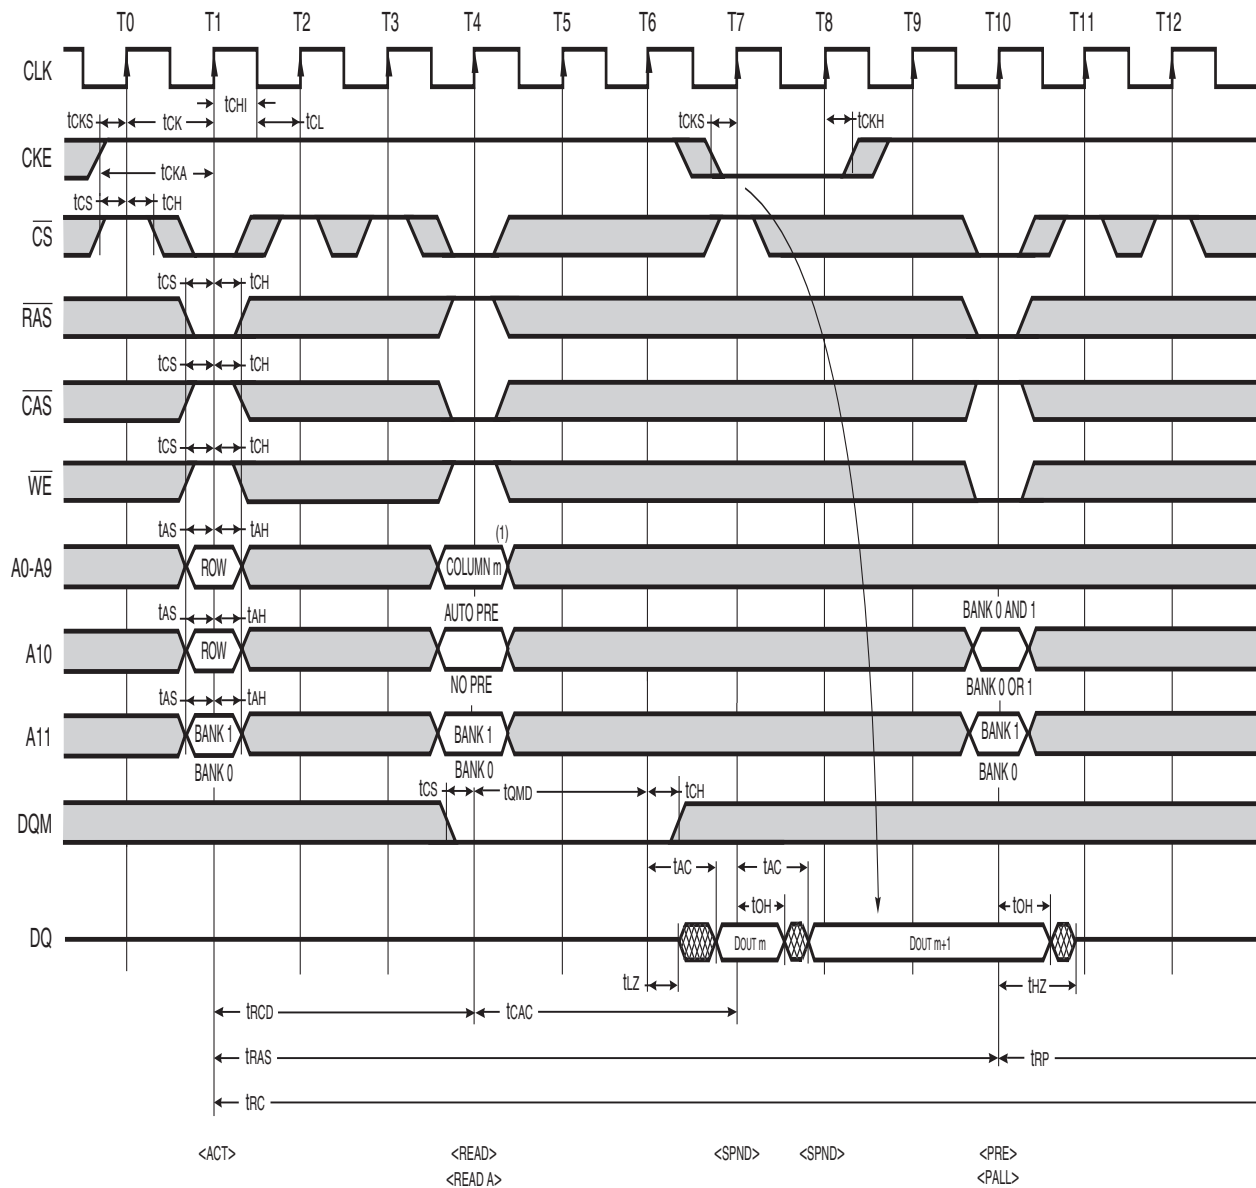 T0 T1 T2 T3 T4 T5 T6 T7 T8 T9 T10 T11 T12
CLK
tCHI
tCKS tCK tCL tCKS tCKH
CKE
tCKA
tCS tCH
CS
tCS tCH
RAS
tCS tCH
CAS
tCS tCH
WE
tAS tAH (1)
A0-A9 ROW COLUMN m
tAS tAH AUTO PRE BANK 0 AND 1
A10 ROW
NO PRE BANK 0 OR 1
tAS tAH
A11 BANK 1 BANK 1 BANK 1
BANK 0 BANK 0 BANK 0
tCS tQMD tCH
DQM
tAC tAC
tOH tOH
DQ DOUT m DOUT m+1
tLZ tHZ
tRCD tCAC
tRAS tRP
tRC
<ACT> <READ> <SPND> <SPND> <PRE>
<READ A> <PALL>